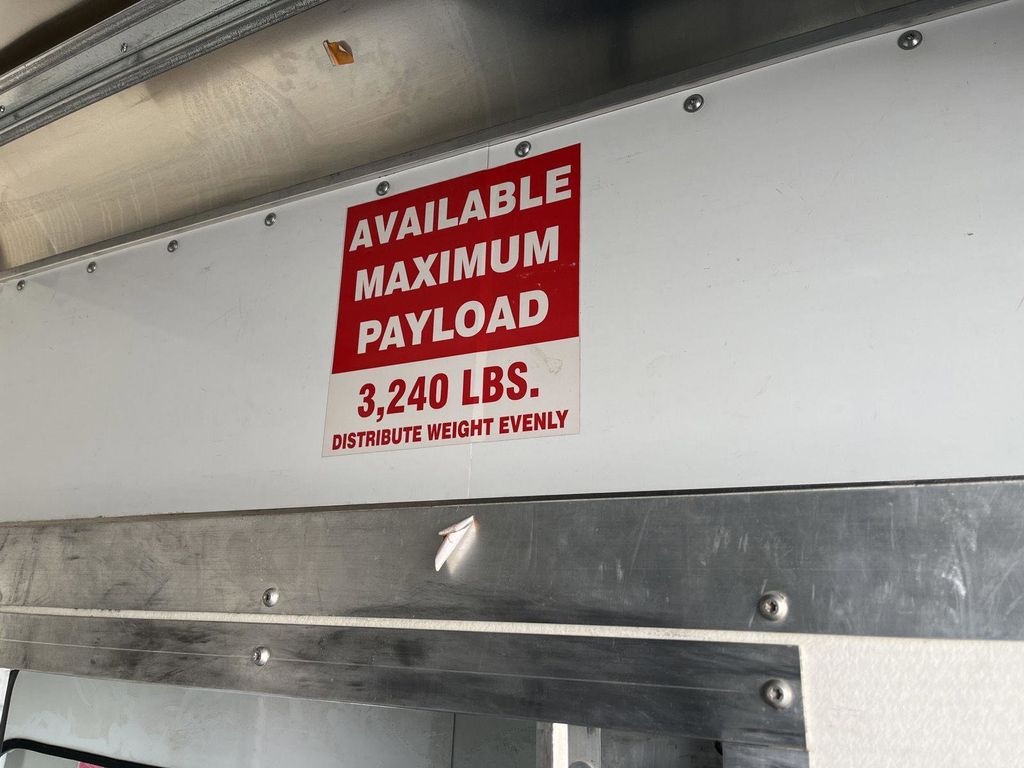 AVAILABLE
MAXIMUM
PAYLOAD
3,240 LBS.
DISTRIBUTE WEIGHT EVENLY